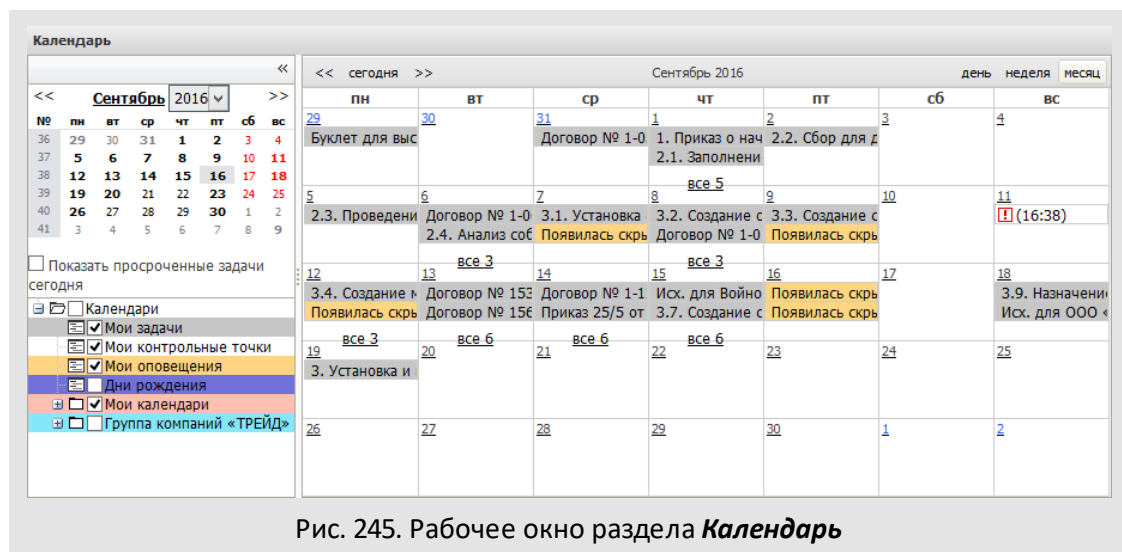 Календарь
«
<< Сентябрь 2016 >>
№ пн вт ср чт пт сб вс
36 29 30 31 1 2 3 4
37 5 6 7 8 9 10 11
38 12 13 14 15 16 17 18
39 19 20 21 22 23 24 25
40 26 27 28 29 30 1 2
41 3 4 5 6 7 8 9
Показать просроченные задачи
сегодня
Календари
Мои задачи
Мои контрольные точки
Мои оповещения
Дни рождения
Мои календари
Группа компаний «ТРЕЙД»
<< сегодня >> Сентябрь 2016 день неделя месяц
пн вт ср чт пт сб вс
29 30 31 1 2 3 4
Буклет для выс Договор № 1-0 1. Приказ о нач 2.2. Сбор для д
2.1. Заполнени
все 5
5 6 7 8 9 10 11
2.3. Проведени Договор № 1-0 3.1. Установка 3.2. Создание с 3.3. Создание с ! (16:38)
2.4. Анализ соб Появилась скры Договор № 1-0 Появилась скры
все 3 все 3
12 13 14 15 16 17 18
3.4. Создание м Договор № 153 Договор № 1-1 Исх. для Войно Появилась скры 3.9. Назначени
Появилась скры Договор № 156 Приказ 25/5 от 3.7. Создание с Появилась скры Исх. для ООО «
все 3 все 6 все 6 все 6
19 20 21 22 23 24 25
3. Установка и
26 27 28 29 30 1 2
Рис. 245. Рабочее окно раздела Календарь